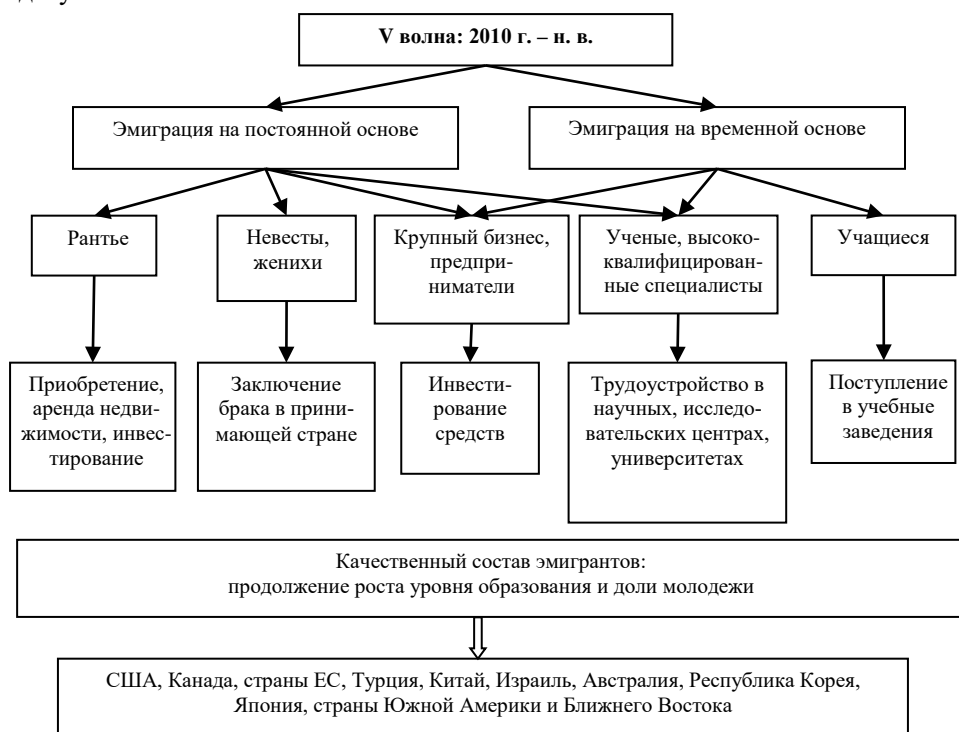 V волна: 2010 г. – н. в.
Эмиграция на постоянной основе
Эмиграция на временной основе
Рантье
Невесты,
женихи
Крупный бизнес,
предпри-
ниматели
Ученые, высоко-
квалифицирован-
ные специалисты
Учащиеся
Приобретение,
аренда недви-
жимости, инвес-
тирование
Заключение
брака в прини-
мающей стране
Инвести-
рование
средств
Трудоустройство в
научных, исследо-
вательских центрах,
университетах
Поступление
в учебные
заведения
Качественный состав эмигрантов:
продолжение роста уровня образования и доли молодежи
США, Канада, страны ЕС, Турция, Китай, Израиль, Австралия, Республика Корея,
Япония, страны Южной Америки и Ближнего Востока